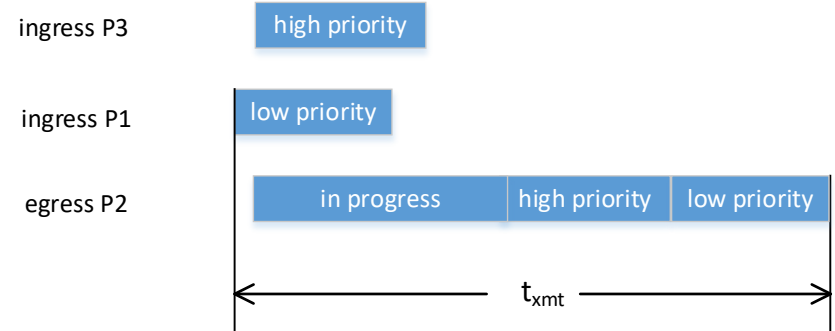 ingress P3 high priority
ingress P1 low priority
egress P2 in progress high priority low priority
txmt